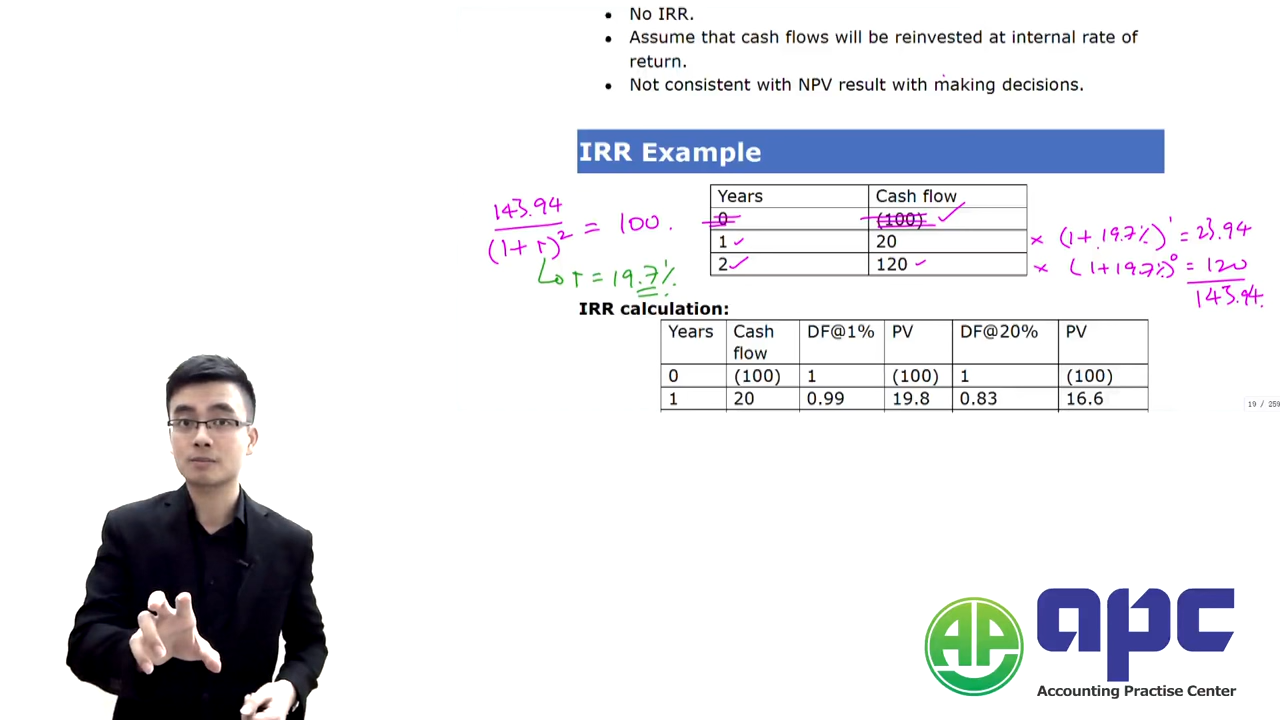 • No IRR.
• Assume that cash flows will be reinvested at internal rate of
return.
• Not consistent with NPV result with making decisions.
IRR Example
Years Cash flow
0 (100)
1 20
2 120
143.94 / (1+r)² = 100.
r = 19.7%
× (1+19.7%)¹ = 23.94
× (1+19.7%)⁰ = 120
143.94.
IRR calculation:
Years Cash flow DF@1% PV DF@20% PV
0 (100) 1 (100) 1 (100)
1 20 0.99 19.8 0.83 16.6
19 / 259
AP
apc
Accounting Practise Center